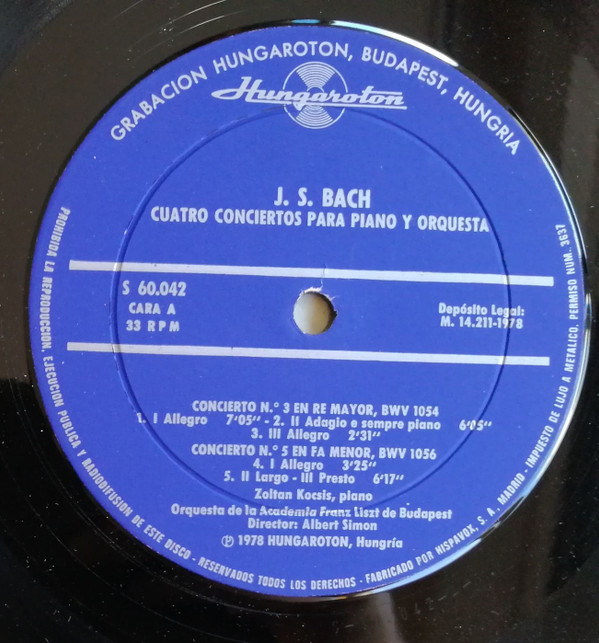 GRABACION HUNGAROTON, BUDAPEST, HUNGRIA
Hungaroton
J. S. BACH
CUATRO CONCIERTOS PARA PIANO Y ORQUESTA
S 60.042
CARA A
33 RPM
Depósito Legal:
M. 14.211-1978
CONCIERTO N.° 3 EN RE MAYOR, BWV 1054
1. I Allegro 7'05" - 2. II Adagio e sempre piano 6'05"
3. III Allegro 2'31"
CONCIERTO N.° 5 EN FA MENOR, BWV 1056
4. I Allegro 3'25"
5. II Largo - III Presto 6'17"
Zoltan Kocsis, piano
Orquesta de la Academia Franz Liszt de Budapest
Director: Albert Simon
℗ 1978 HUNGAROTON, Hungría
PROHIBIDA LA REPRODUCCION, EJECUCION PUBLICA Y RADIODIFUSION DE ESTE DISCO - RESERVADOS TODOS LOS DERECHOS - FABRICADO POR HISPAVOX, S. A. MADRID - IMPUESTO DE LUJO A METALICO, PERMISO NUM. 3637